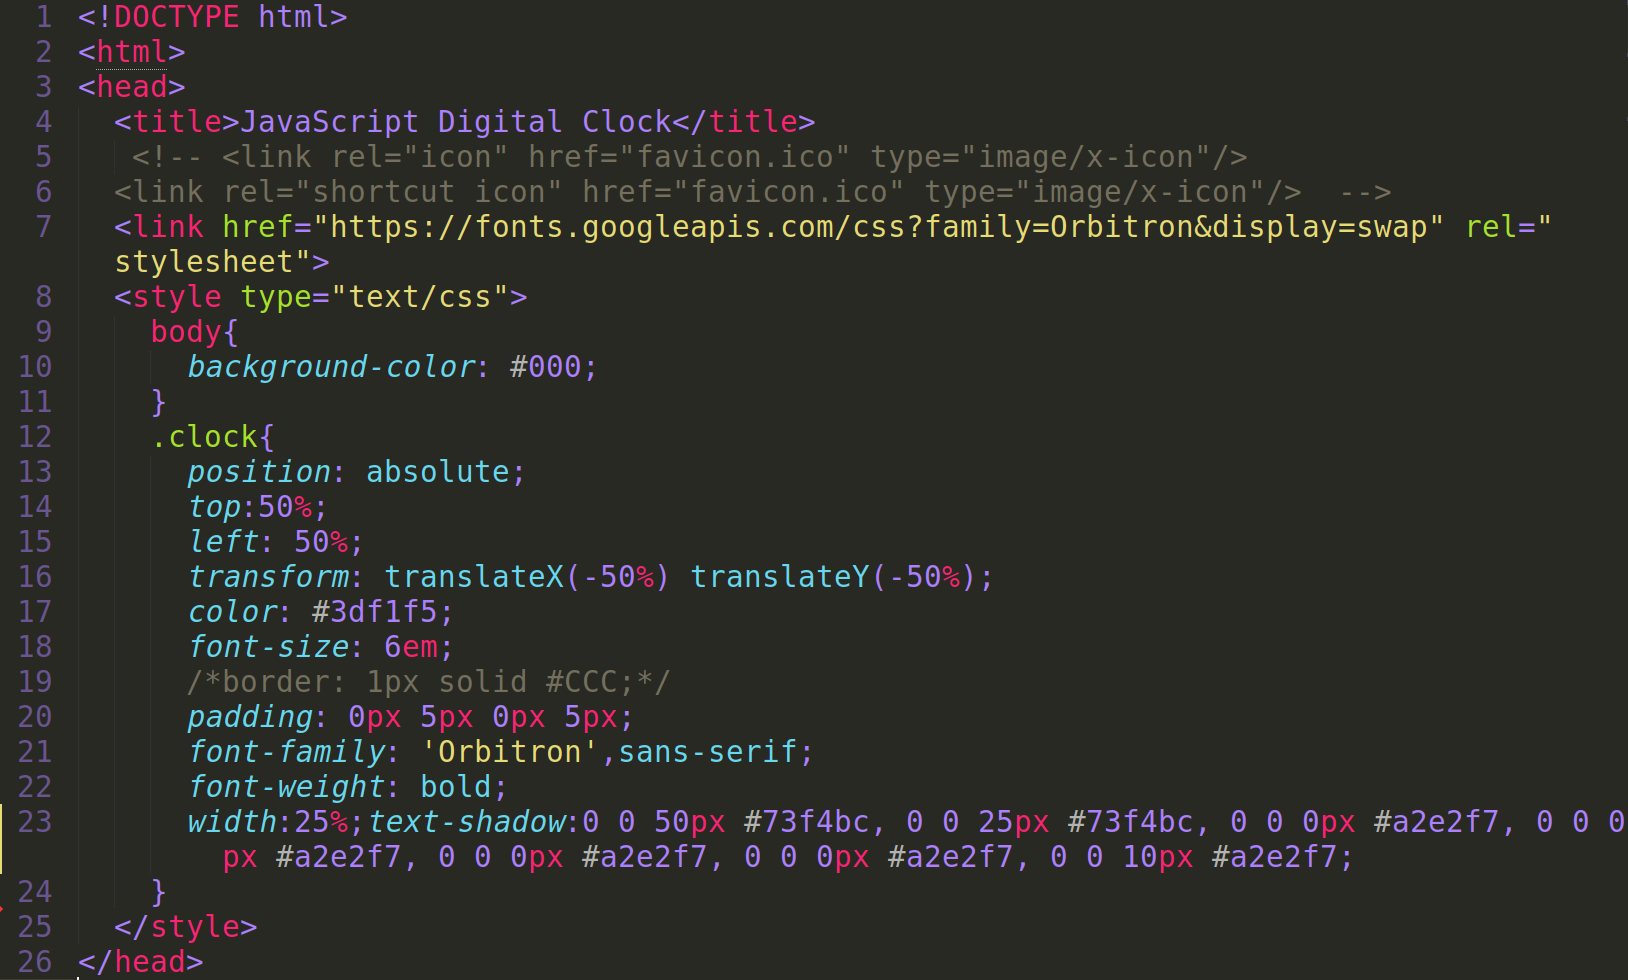 1 <!DOCTYPE html>
2 <html>
3 <head>
4 <title>JavaScript Digital Clock</title>
5 <!-- <link rel="icon" href="favicon.ico" type="image/x-icon"/>
6 <link rel="shortcut icon" href="favicon.ico" type="image/x-icon"/>  -->
7 <link href="https://fonts.googleapis.com/css?family=Orbitron&display=swap" rel="
stylesheet">
8 <style type="text/css">
9 body{
10 background-color: #000;
11 }
12 .clock{
13 position: absolute;
14 top:50%;
15 left: 50%;
16 transform: translateX(-50%) translateY(-50%);
17 color: #3df1f5;
18 font-size: 6em;
19 /*border: 1px solid #CCC;*/
20 padding: 0px 5px 0px 5px;
21 font-family: 'Orbitron',sans-serif;
22 font-weight: bold;
23 width:25%;text-shadow:0 0 50px #73f4bc, 0 0 25px #73f4bc, 0 0 0px #a2e2f7, 0 0 0
px #a2e2f7, 0 0 0px #a2e2f7, 0 0 0px #a2e2f7, 0 0 10px #a2e2f7;
24 }
25 </style>
26 </head>